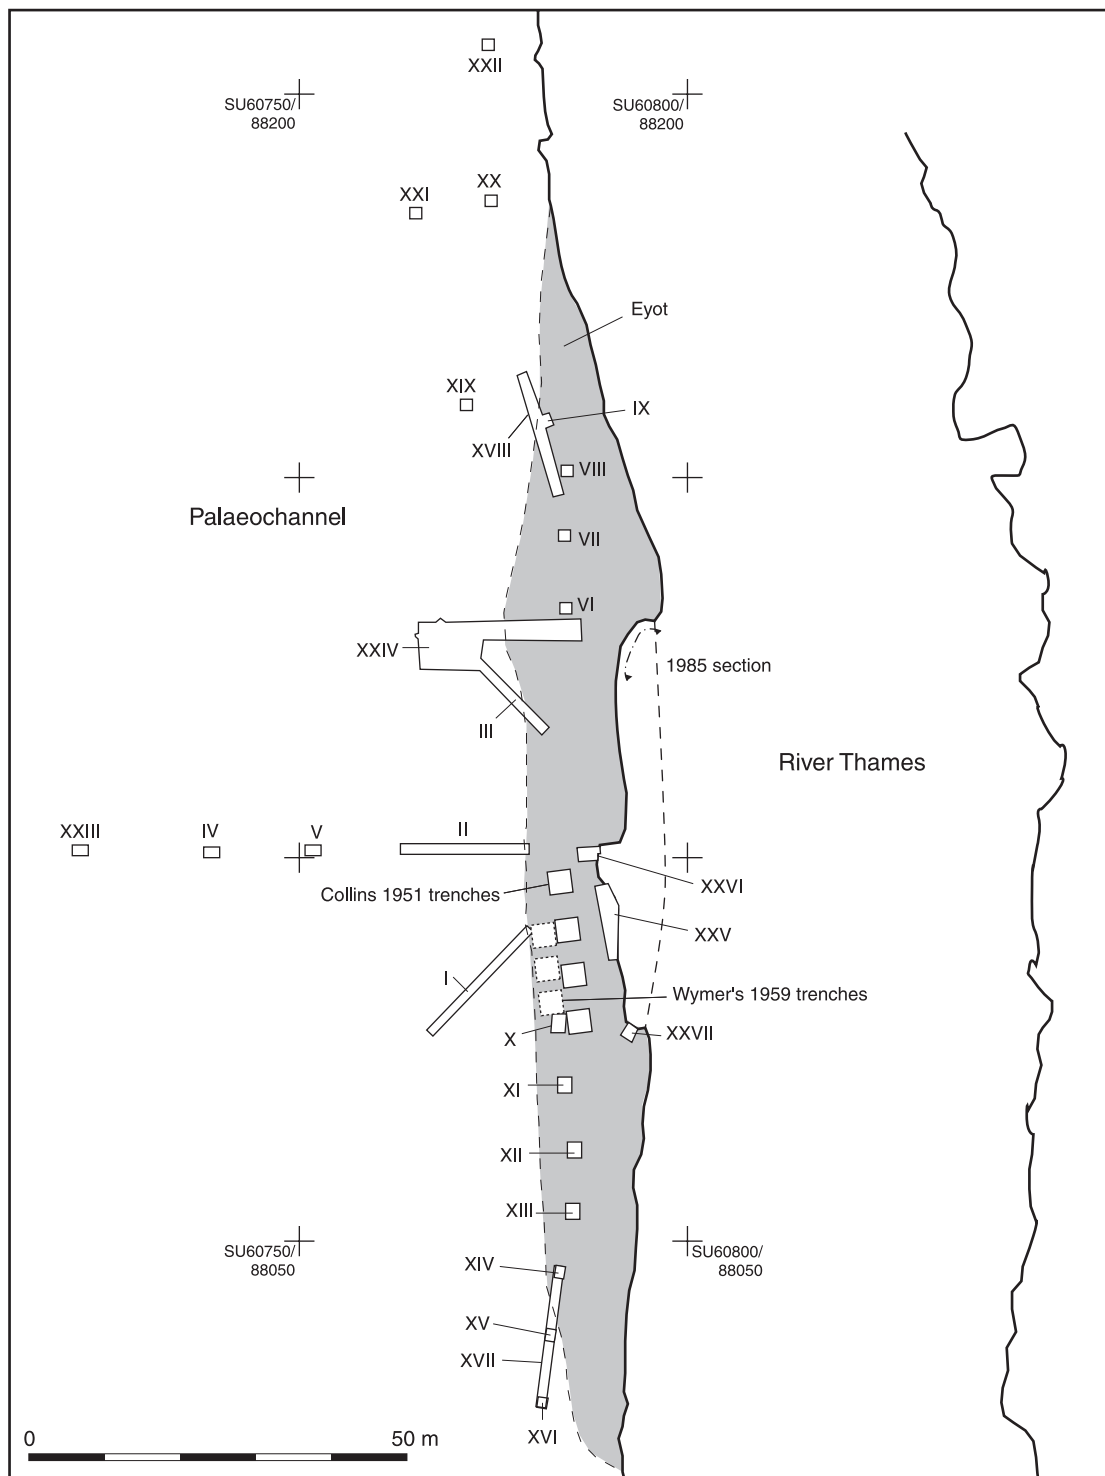 XXII
SU60750/
88200
SU60800/
88200
XX
XXI
Eyot
XIX
IX
XVIII
VIII
Palaeochannel
VII
VI
XXIV
1985 section
III
River Thames
XXIII
IV
V
II
XXVI
Collins 1951 trenches
XXV
I
Wymer's 1959 trenches
X
XXVII
XI
XII
XIII
SU60750/
88050
SU60800/
88050
XIV
XV
XVII
XVI
0
50 m